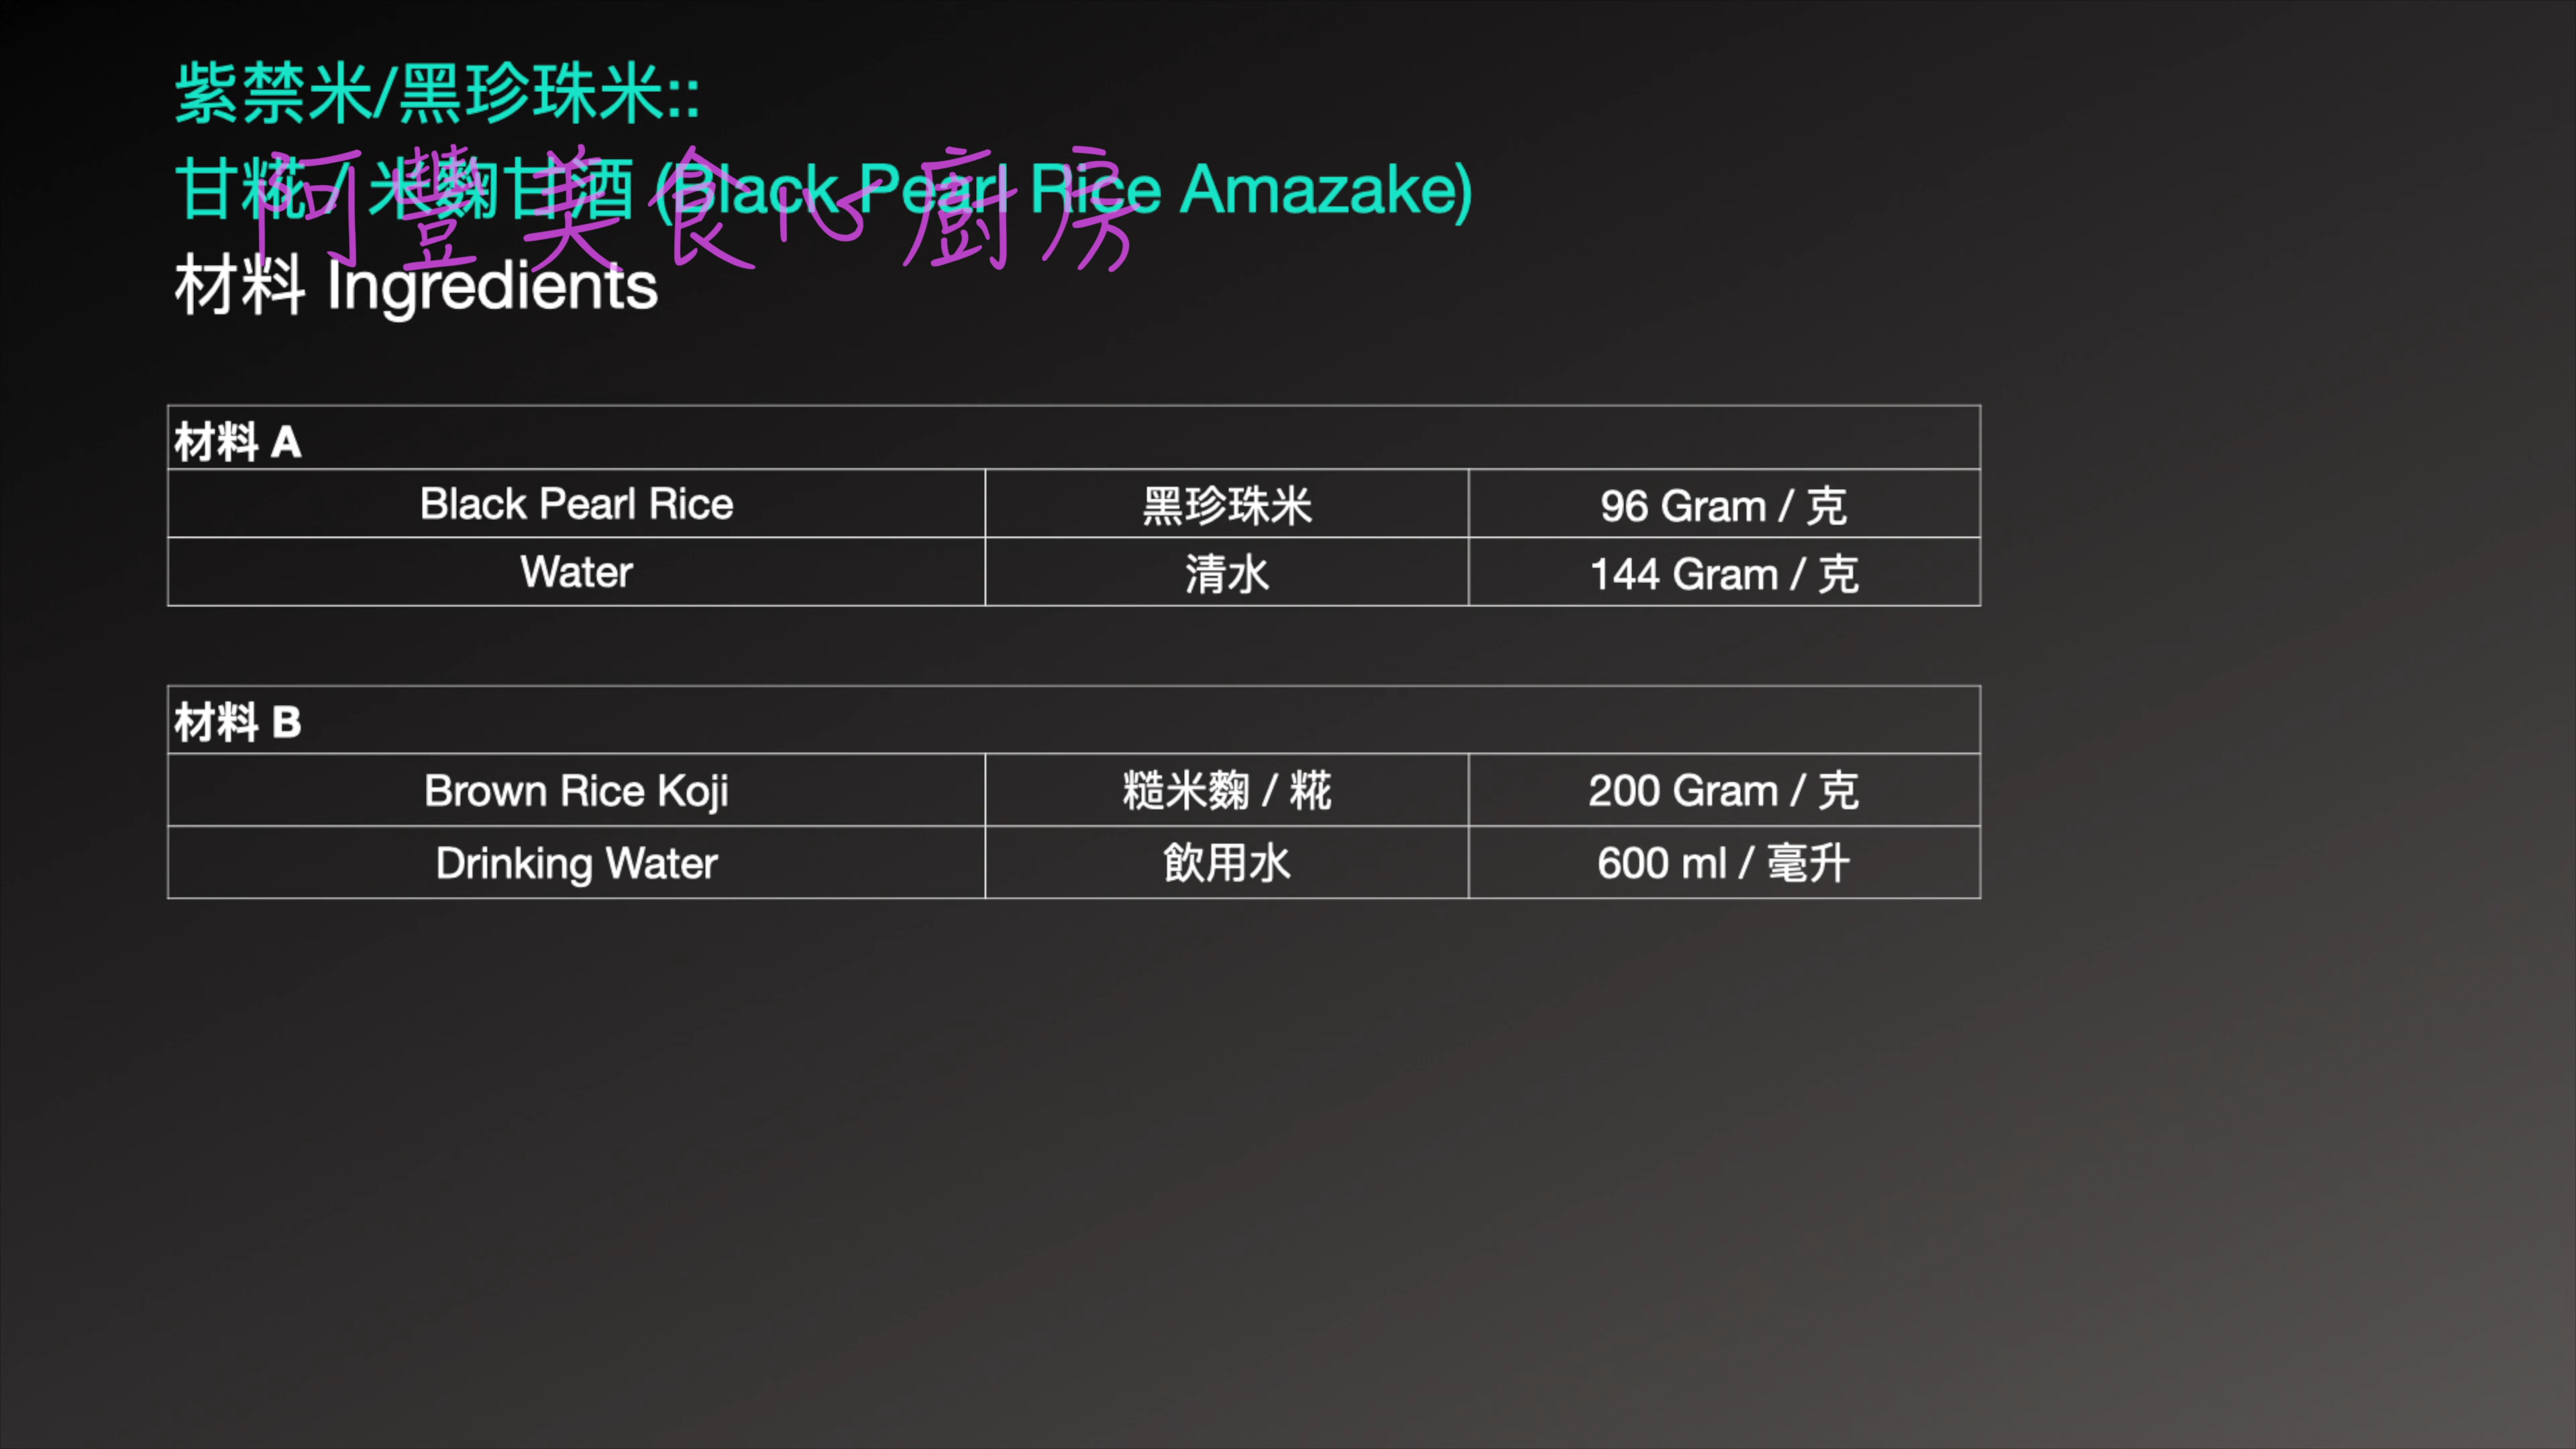 紫禁米/黑珍珠米::
甘糀 / 米麴甘酒 (Black Pearl Rice Amazake)
阿豐美食心廚房
材料 Ingredients
材料 A
Black Pearl Rice 黑珍珠米 96 Gram / 克
Water 清水 144 Gram / 克
材料 B
Brown Rice Koji 糙米麴 / 糀 200 Gram / 克
Drinking Water 飲用水 600 ml / 毫升